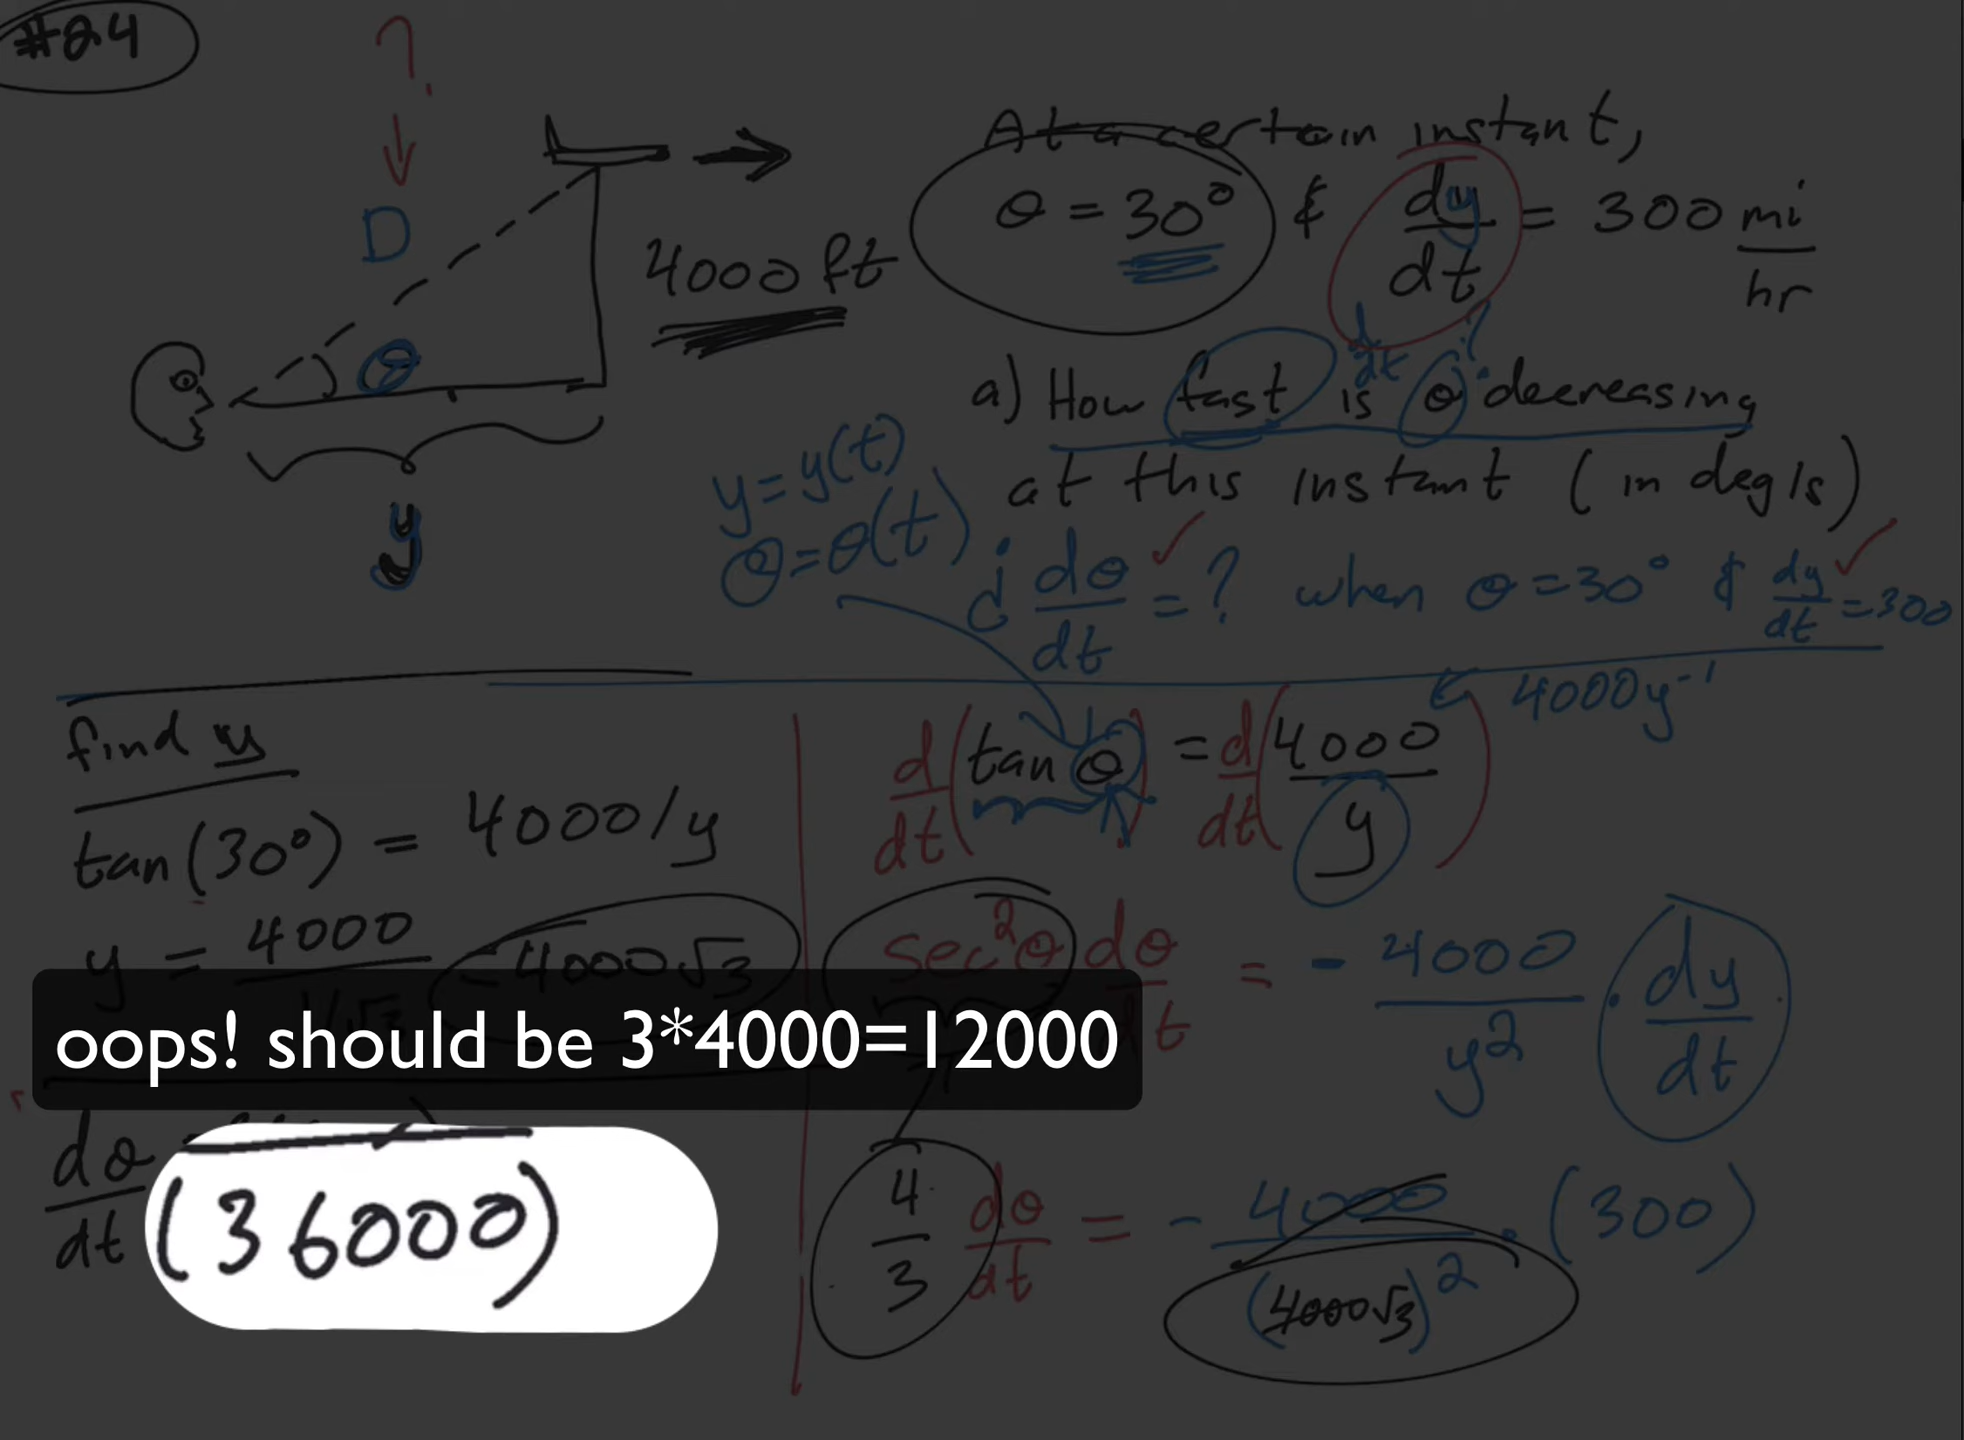 #24
?
D
θ
4000 ft
y
At a certain instant,
θ = 30° & dy/dt = 300 mi/hr
a) How fast is θ decreasing
d/dt ?
at this instant (in deg/s)
y = y(t)
θ = θ(t)
¿ dθ/dt = ? when θ = 30° & dy/dt = 300
find y
tan(30°) = 4000/y
y = 4000/1/√3 = 4000√3
d/dt (tan θ) = d/dt (4000/y)
4000y⁻¹
sec²θ dθ/dt = - 4000/y² · dy/dt
oops! should be 3*4000=12000
4/3 dθ/dt = - 4000/(4000√3)² · (300)
dθ/dt
(36000)